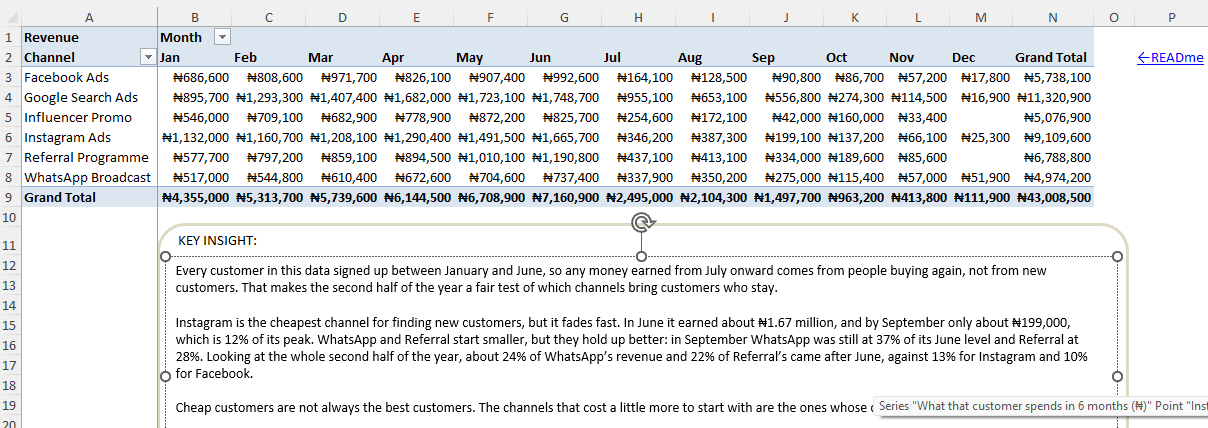 A B C D E F G H I J K L M N O P
1 Revenue Month
2 Channel Jan Feb Mar Apr May Jun Jul Aug Sep Oct Nov Dec Grand Total ←READme
3 Facebook Ads ₦686,600 ₦808,600 ₦971,700 ₦826,100 ₦907,400 ₦992,600 ₦164,100 ₦128,500 ₦90,800 ₦86,700 ₦57,200 ₦17,800 ₦5,738,100
4 Google Search Ads ₦895,700 ₦1,293,300 ₦1,407,400 ₦1,682,000 ₦1,723,100 ₦1,748,700 ₦955,100 ₦653,100 ₦556,800 ₦274,300 ₦114,500 ₦16,900 ₦11,320,900
5 Influencer Promo ₦546,000 ₦709,100 ₦682,900 ₦778,900 ₦872,200 ₦825,700 ₦254,600 ₦172,100 ₦42,000 ₦160,000 ₦33,400 ₦5,076,900
6 Instagram Ads ₦1,132,000 ₦1,160,700 ₦1,208,100 ₦1,290,400 ₦1,491,500 ₦1,665,700 ₦346,200 ₦387,300 ₦199,100 ₦137,200 ₦66,100 ₦25,300 ₦9,109,600
7 Referral Programme ₦577,700 ₦797,200 ₦859,100 ₦894,500 ₦1,010,100 ₦1,190,800 ₦437,100 ₦413,100 ₦334,000 ₦189,600 ₦85,600 ₦6,788,800
8 WhatsApp Broadcast ₦517,000 ₦544,800 ₦610,400 ₦672,600 ₦704,600 ₦737,400 ₦337,900 ₦350,200 ₦275,000 ₦115,400 ₦57,000 ₦51,900 ₦4,974,200
9 Grand Total ₦4,355,000 ₦5,313,700 ₦5,739,600 ₦6,144,500 ₦6,708,900 ₦7,160,900 ₦2,495,000 ₦2,104,300 ₦1,497,700 ₦963,200 ₦413,800 ₦111,900 ₦43,008,500
10
11 KEY INSIGHT:
12 Every customer in this data signed up between January and June, so any money earned from July onward comes from people buying again, not from new
13 customers. That makes the second half of the year a fair test of which channels bring customers who stay.
14
15 Instagram is the cheapest channel for finding new customers, but it fades fast. In June it earned about ₦1.67 million, and by September only about ₦199,000,
16 which is 12% of its peak. WhatsApp and Referral start smaller, but they hold up better: in September WhatsApp was still at 37% of its June level and Referral at
17 28%. Looking at the whole second half of the year, about 24% of WhatsApp's revenue and 22% of Referral's came after June, against 13% for Instagram and 10%
18 for Facebook.
19 Cheap customers are not always the best customers. The channels that cost a little more to start with are the ones whose
Series "What that customer spends in 6 months (₦)" Point "Inst
20